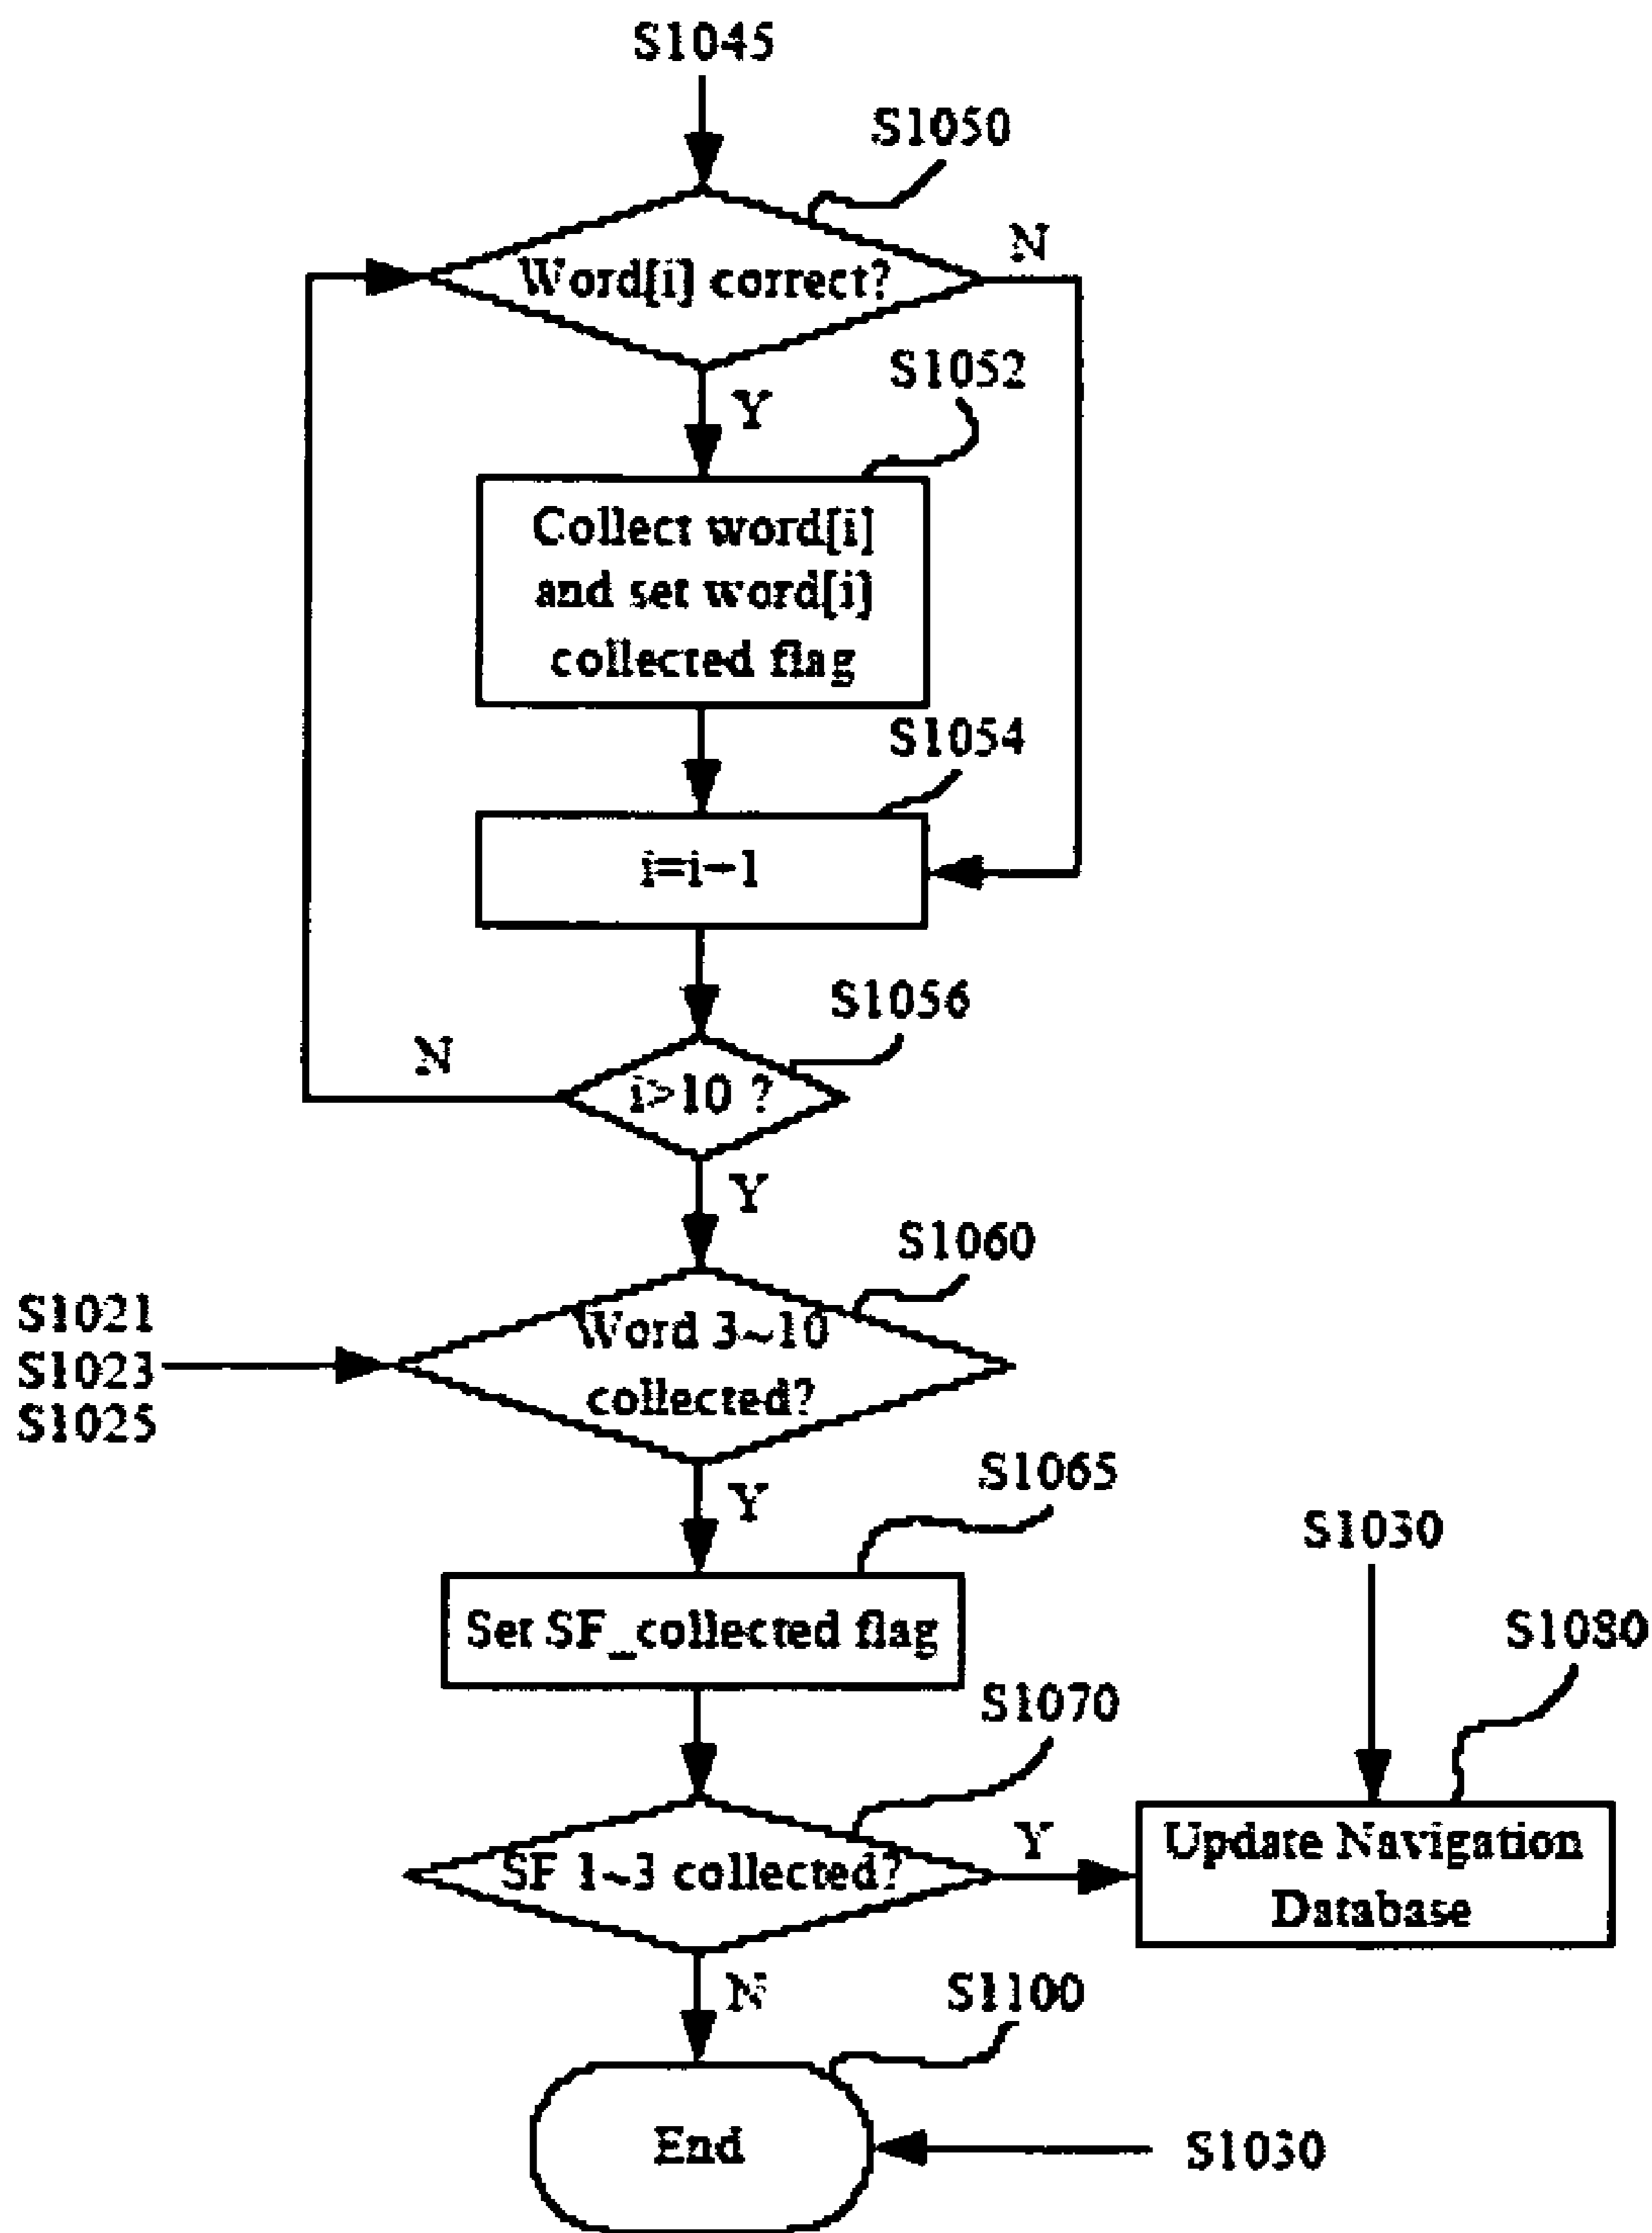 S1045
S1050
Word[i] correct?
N
S1052
Y
Collect word[i]
and set word[i]
collected flag
S1054
i=i-1
S1056
N
i>10 ?
Y
S1060
S1021
S1023
S1025
Word 3~10
collected?
S1065
Y
S1030
Set SF_collected flag
S1080
S1070
SF 1~3 collected?
Y
Update Navigation
Database
N
S1100
End
S1030